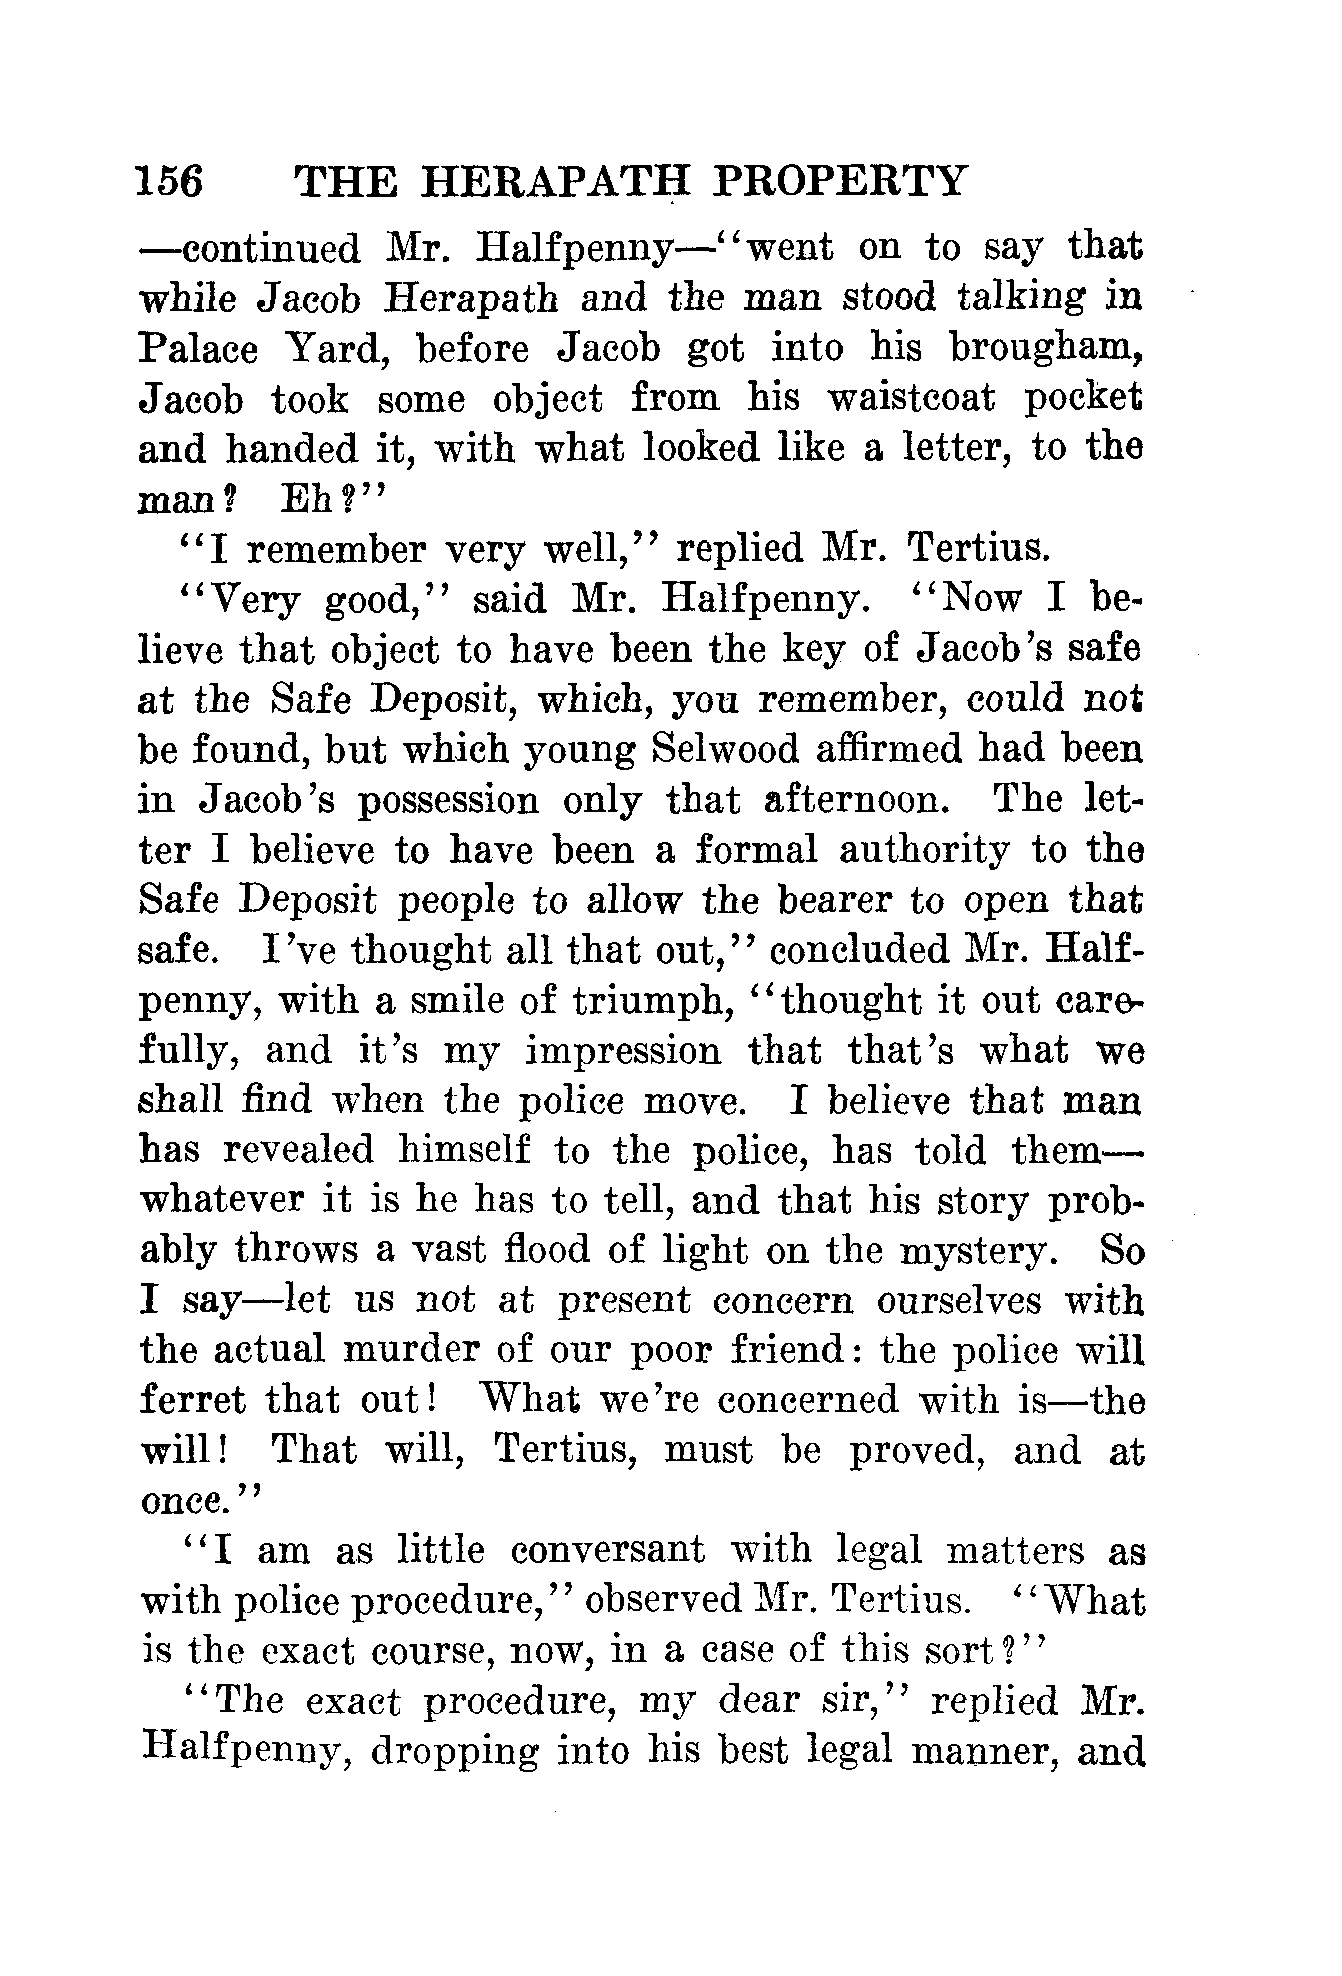 156 THE HERAPATH PROPERTY
—continued Mr. Halfpenny—“went on to say that
while Jacob Herapath and the man stood talking in
Palace Yard, before Jacob got into his brougham,
Jacob took some object from his waistcoat pocket
and handed it, with what looked like a letter, to the
man? Eh?”
“I remember very well,” replied Mr. Tertius.
“Very good,” said Mr. Halfpenny. “Now I be-
lieve that object to have been the key of Jacob’s safe
at the Safe Deposit, which, you remember, could not
be found, but which young Selwood affirmed had been
in Jacob’s possession only that afternoon. The let-
ter I believe to have been a formal authority to the
Safe Deposit people to allow the bearer to open that
safe. I’ve thought all that out,” concluded Mr. Half-
penny, with a smile of triumph, “thought it out care-
fully, and it’s my impression that that’s what we
shall find when the police move. I believe that man
has revealed himself to the police, has told them—
whatever it is he has to tell, and that his story prob-
ably throws a vast flood of light on the mystery. So
I say—let us not at present concern ourselves with
the actual murder of our poor friend: the police will
ferret that out! What we’re concerned with is—the
will! That will, Tertius, must be proved, and at
once.”
“I am as little conversant with legal matters as
with police procedure,” observed Mr. Tertius. “What
is the exact course, now, in a case of this sort?”
“The exact procedure, my dear sir,” replied Mr.
Halfpenny, dropping into his best legal manner, and